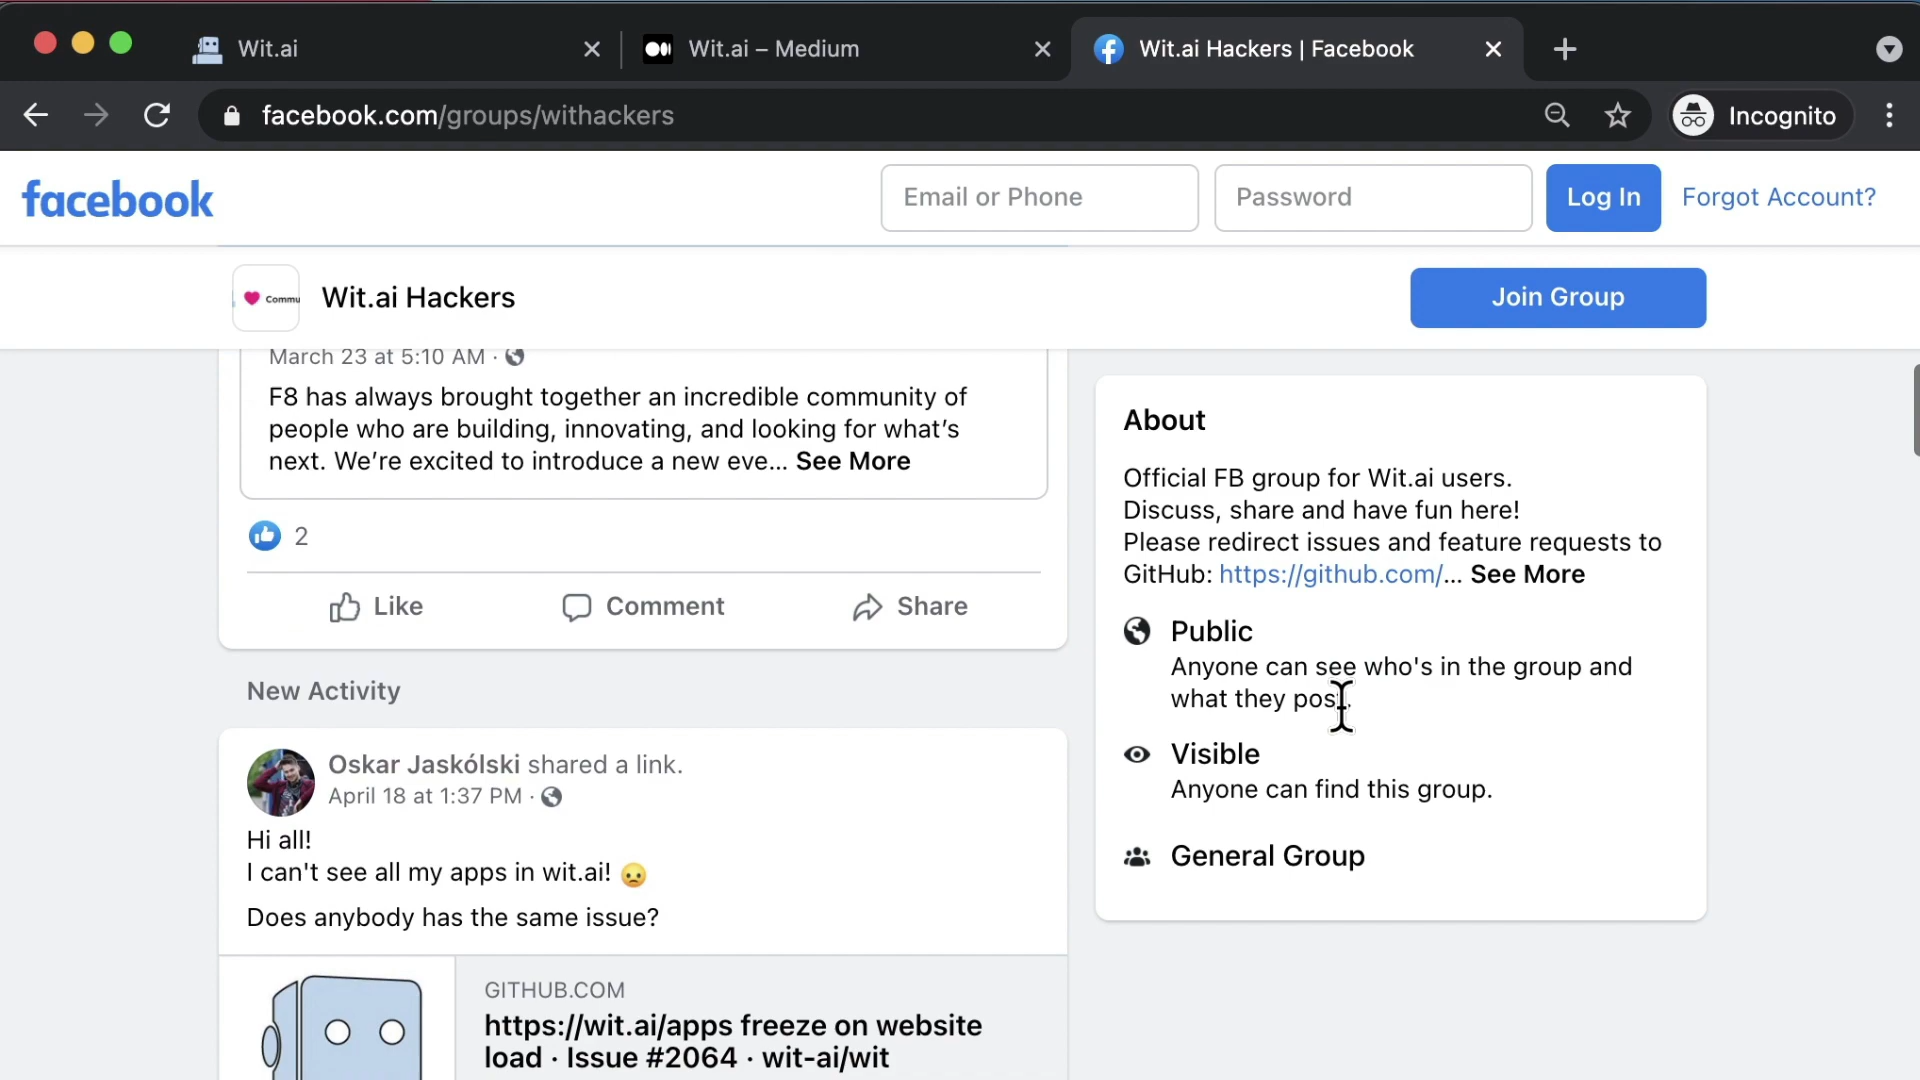 Wit.ai
Wit.ai – Medium
Wit.ai Hackers | Facebook
facebook.com/groups/withackers
Incognito
facebook
Email or Phone
Password
Log In
Forgot Account?
Commu
Wit.ai Hackers
Join Group
March 23 at 5:10 AM ·
F8 has always brought together an incredible community of
people who are building, innovating, and looking for what's
next. We're excited to introduce a new eve... See More
2
Like
Comment
Share
New Activity
Oskar Jaskólski shared a link.
April 18 at 1:37 PM ·
Hi all!
I can't see all my apps in wit.ai! 😞
Does anybody has the same issue?
GITHUB.COM
https://wit.ai/apps freeze on website
load · Issue #2064 · wit-ai/wit
About
Official FB group for Wit.ai users.
Discuss, share and have fun here!
Please redirect issues and feature requests to
GitHub: https://github.com/... See More
Public
Anyone can see who's in the group and
what they post.
Visible
Anyone can find this group.
General Group